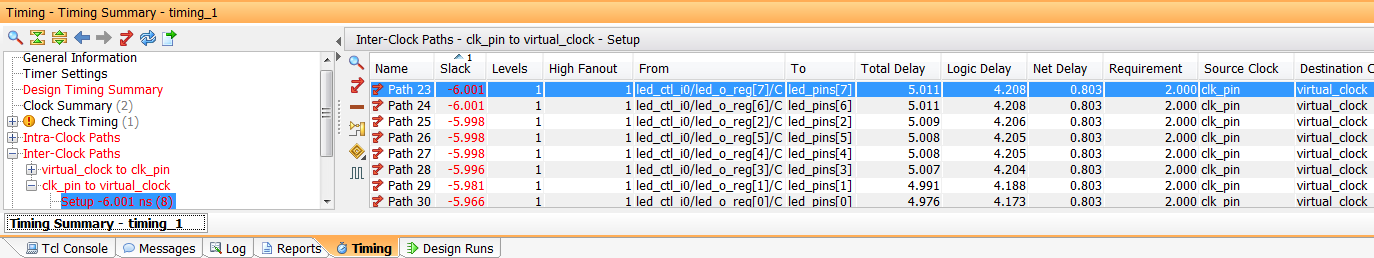 Timing - Timing Summary - timing_1
General Information
Timer Settings
Design Timing Summary
Clock Summary (2)
Check Timing (1)
Intra-Clock Paths
Inter-Clock Paths
virtual_clock to clk_pin
clk_pin to virtual_clock
Setup -6.001 ns (8)
Inter-Clock Paths - clk_pin to virtual_clock - Setup
Name Slack 1 Levels High Fanout From To Total Delay Logic Delay Net Delay Requirement Source Clock Destination C
Path 23 -6.001 1 1 led_ctl_i0/led_o_reg[7]/C led_pins[7] 5.011 4.208 0.803 2.000 clk_pin virtual_clock
Path 24 -6.001 1 1 led_ctl_i0/led_o_reg[6]/C led_pins[6] 5.011 4.208 0.803 2.000 clk_pin virtual_clock
Path 25 -5.998 1 1 led_ctl_i0/led_o_reg[2]/C led_pins[2] 5.009 4.206 0.803 2.000 clk_pin virtual_clock
Path 26 -5.998 1 1 led_ctl_i0/led_o_reg[5]/C led_pins[5] 5.008 4.205 0.803 2.000 clk_pin virtual_clock
Path 27 -5.998 1 1 led_ctl_i0/led_o_reg[4]/C led_pins[4] 5.008 4.205 0.803 2.000 clk_pin virtual_clock
Path 28 -5.996 1 1 led_ctl_i0/led_o_reg[3]/C led_pins[3] 5.007 4.204 0.803 2.000 clk_pin virtual_clock
Path 29 -5.981 1 1 led_ctl_i0/led_o_reg[1]/C led_pins[1] 4.991 4.188 0.803 2.000 clk_pin virtual_clock
Path 30 -5.966 1 1 led_ctl_i0/led_o_reg[0]/C led_pins[0] 4.976 4.173 0.803 2.000 clk_pin virtual_clock
Timing Summary - timing_1
Tcl Console Messages Log Reports Timing Design Runs